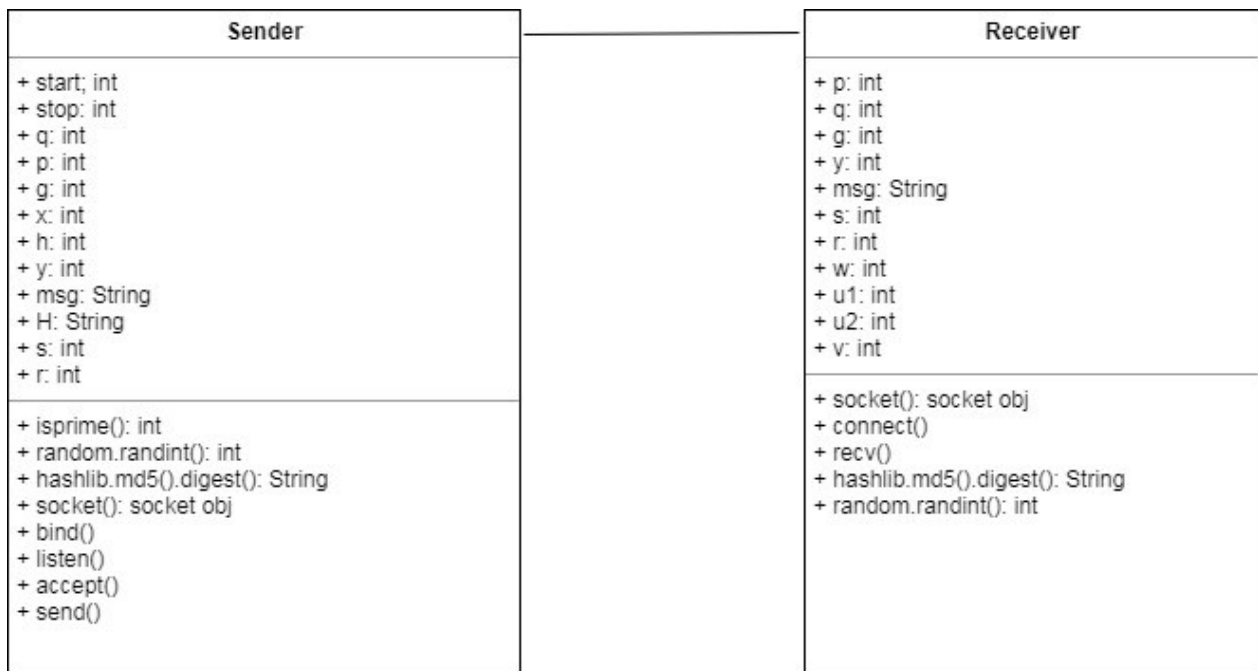 Sender
+ start; int
+ stop: int
+ q: int
+ p: int
+ g: int
+ x: int
+ h: int
+ y: int
+ msg: String
+ H: String
+ s: int
+ r: int
+ isprime(): int
+ random.randint(): int
+ hashlib.md5().digest(): String
+ socket(): socket obj
+ bind()
+ listen()
+ accept()
+ send()
Receiver
+ p: int
+ q: int
+ g: int
+ y: int
+ msg: String
+ s: int
+ r: int
+ w: int
+ u1: int
+ u2: int
+ v: int
+ socket(): socket obj
+ connect()
+ recv()
+ hashlib.md5().digest(): String
+ random.randint(): int